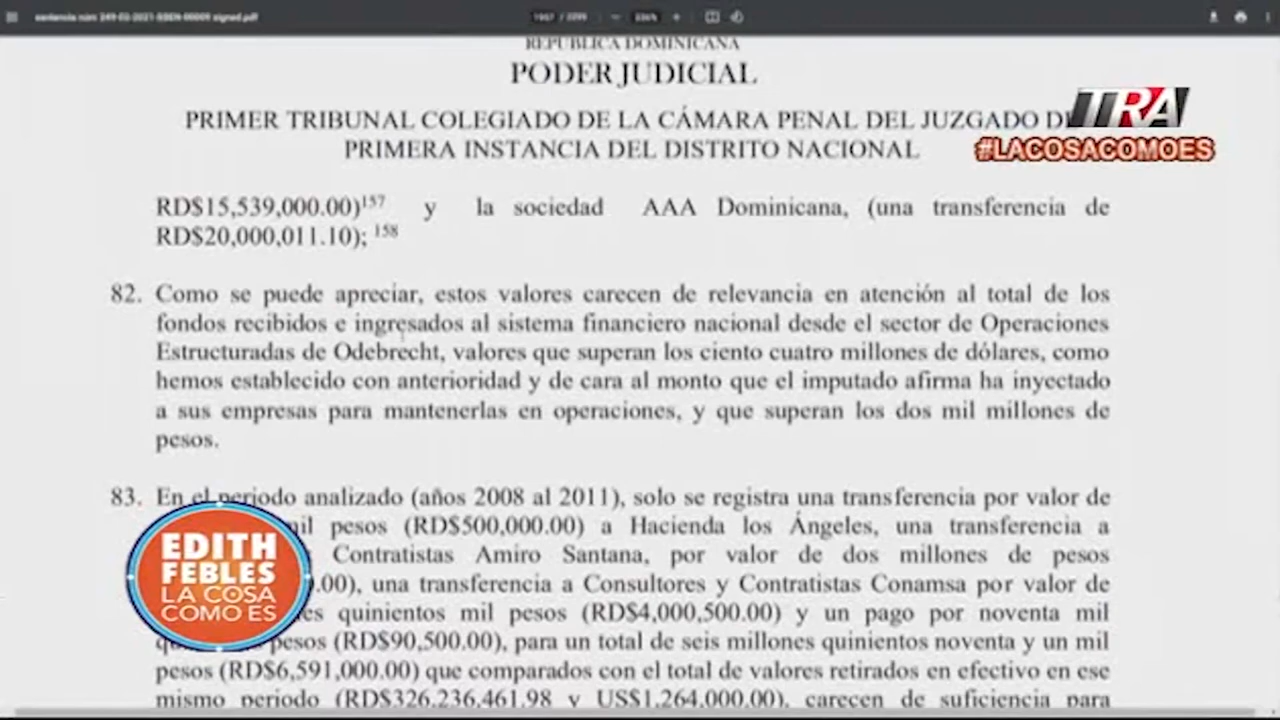 REPÚBLICA DOMINICANA
PODER JUDICIAL
TRA
PRIMER TRIBUNAL COLEGIADO DE LA CÁMARA PENAL DEL JUZGADO
PRIMERA INSTANCIA DEL DISTRITO NACIONAL
#LACOSACOMOES
RD$15,539,000.00)157 y la sociedad AAA Dominicana, (una transferencia de
RD$20,000,011.10); 158
82. Como se puede apreciar, estos valores carecen de relevancia en atención al total de los
fondos recibidos e ingresados al sistema financiero nacional desde el sector de Operaciones
Estructuradas de Odebrecht, valores que superan los ciento cuatro millones de dólares, como
hemos establecido con anterioridad y de cara al monto que el imputado afirma ha inyectado
a sus empresas para mantenerlas en operaciones, y que superan los dos mil millones de
pesos.
83. En el periodo analizado (años 2008 al 2011), solo se registra una transferencia por valor de
mil pesos (RD$500,000.00) a Hacienda los Ángeles, una transferencia a
Contratistas Amiro Santana, por valor de dos millones de pesos
.00), una transferencia a Consultores y Contratistas Conamsa por valor de
quinientos mil pesos (RD$4,000,500.00) y un pago por noventa mil
pesos (RD$90,500.00), para un total de seis millones quinientos noventa y un mil
pesos (RD$6,591,000.00) que comparados con el total de valores retirados en efectivo en ese
mismo periodo (RD$326,236,461.98 y US$1,264,000.00), carecen de suficiencia para
EDITH
FEBLES
LA COSA
COMO ES